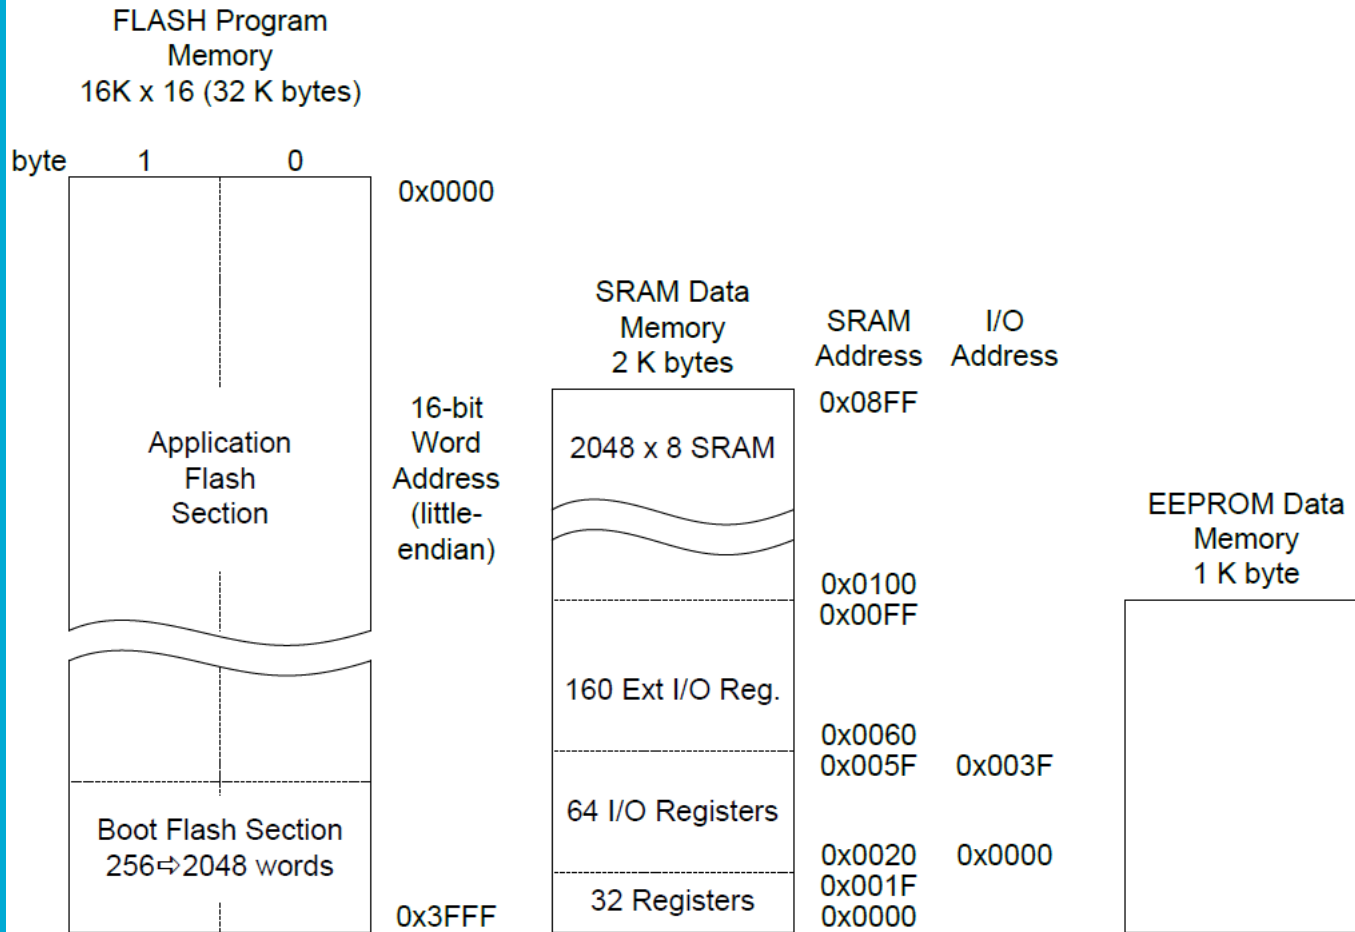 FLASH Program
Memory
16K x 16 (32 K bytes)
byte 1 0
0x0000
Application
Flash
Section
16-bit
Word
Address
(little-
endian)
Boot Flash Section
256⇨2048 words
0x3FFF
SRAM Data
Memory
2 K bytes
SRAM
Address
I/O
Address
0x08FF
2048 x 8 SRAM
0x0100
0x00FF
160 Ext I/O Reg.
0x0060
0x005F 0x003F
64 I/O Registers
0x0020 0x0000
0x001F
32 Registers
0x0000
EEPROM Data
Memory
1 K byte